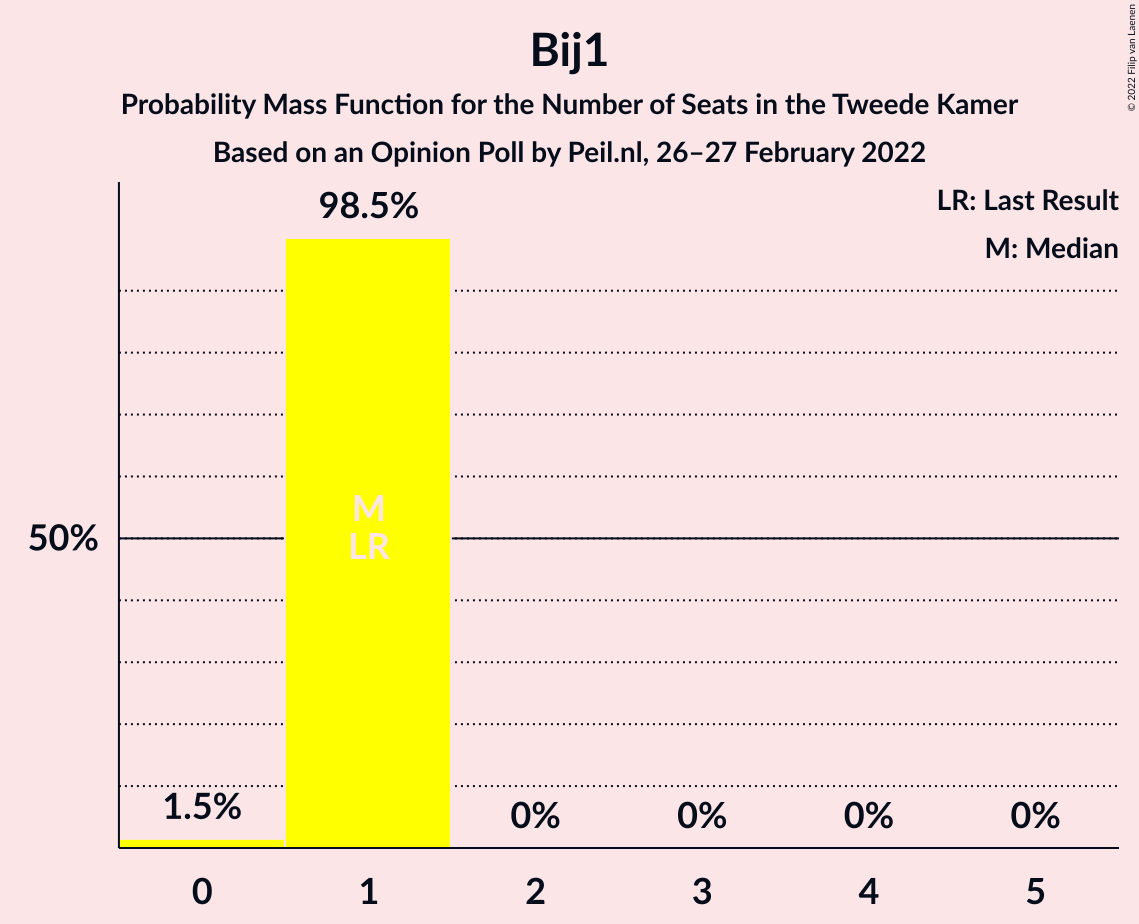 Bij1
Probability Mass Function for the Number of Seats in the Tweede Kamer
Based on an Opinion Poll by Peil.nl, 26–27 February 2022
© 2022 Filip van Laenen
LR: Last Result
M: Median
98.5%
M
LR
50%
1.5%
0%
0%
0%
0%
0 1 2 3 4 5